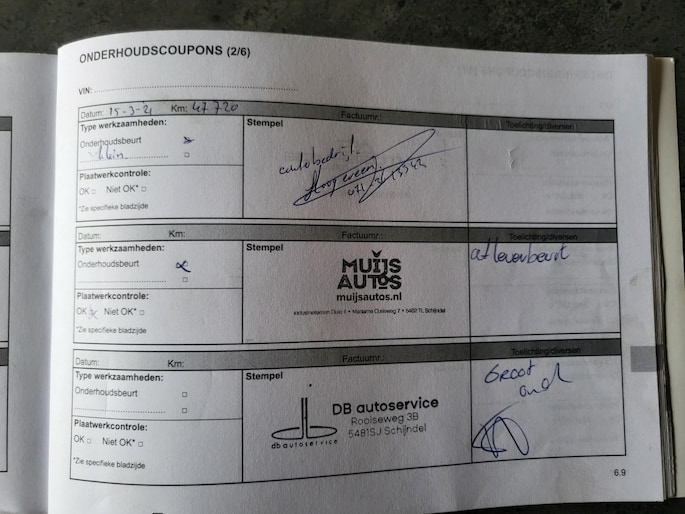 ONDERHOUDSCOUPONS (2/6)
VIN:
Datum: 15-3-21 Km: 47720 Factuurnr.: Toelichting/diversen
Type werkzaamheden: Stempel
Onderhoudsbeurt
klein
autobedrijf
Plaatwerkcontrole:
OK □ Niet OK* □
*Zie specifieke bladzijde
Datum: Km: Factuurnr.: Toelichting/diversen
Type werkzaamheden: Stempel
Onderhoudsbeurt
afleverbeurt
MUIJS
AUTOS
muijsautos.nl
Plaatwerkcontrole:
OK Niet OK* □
*Zie specifieke bladzijde
Datum: Km: Factuurnr.: Toelichting/diversen
Type werkzaamheden: Stempel
Onderhoudsbeurt □
Groot
ond
DB autoservice
Rooiseweg 3B
5481SJ Schijndel
db autoservice
Plaatwerkcontrole:
OK □ Niet OK* □
*Zie specifieke bladzijde
6.9